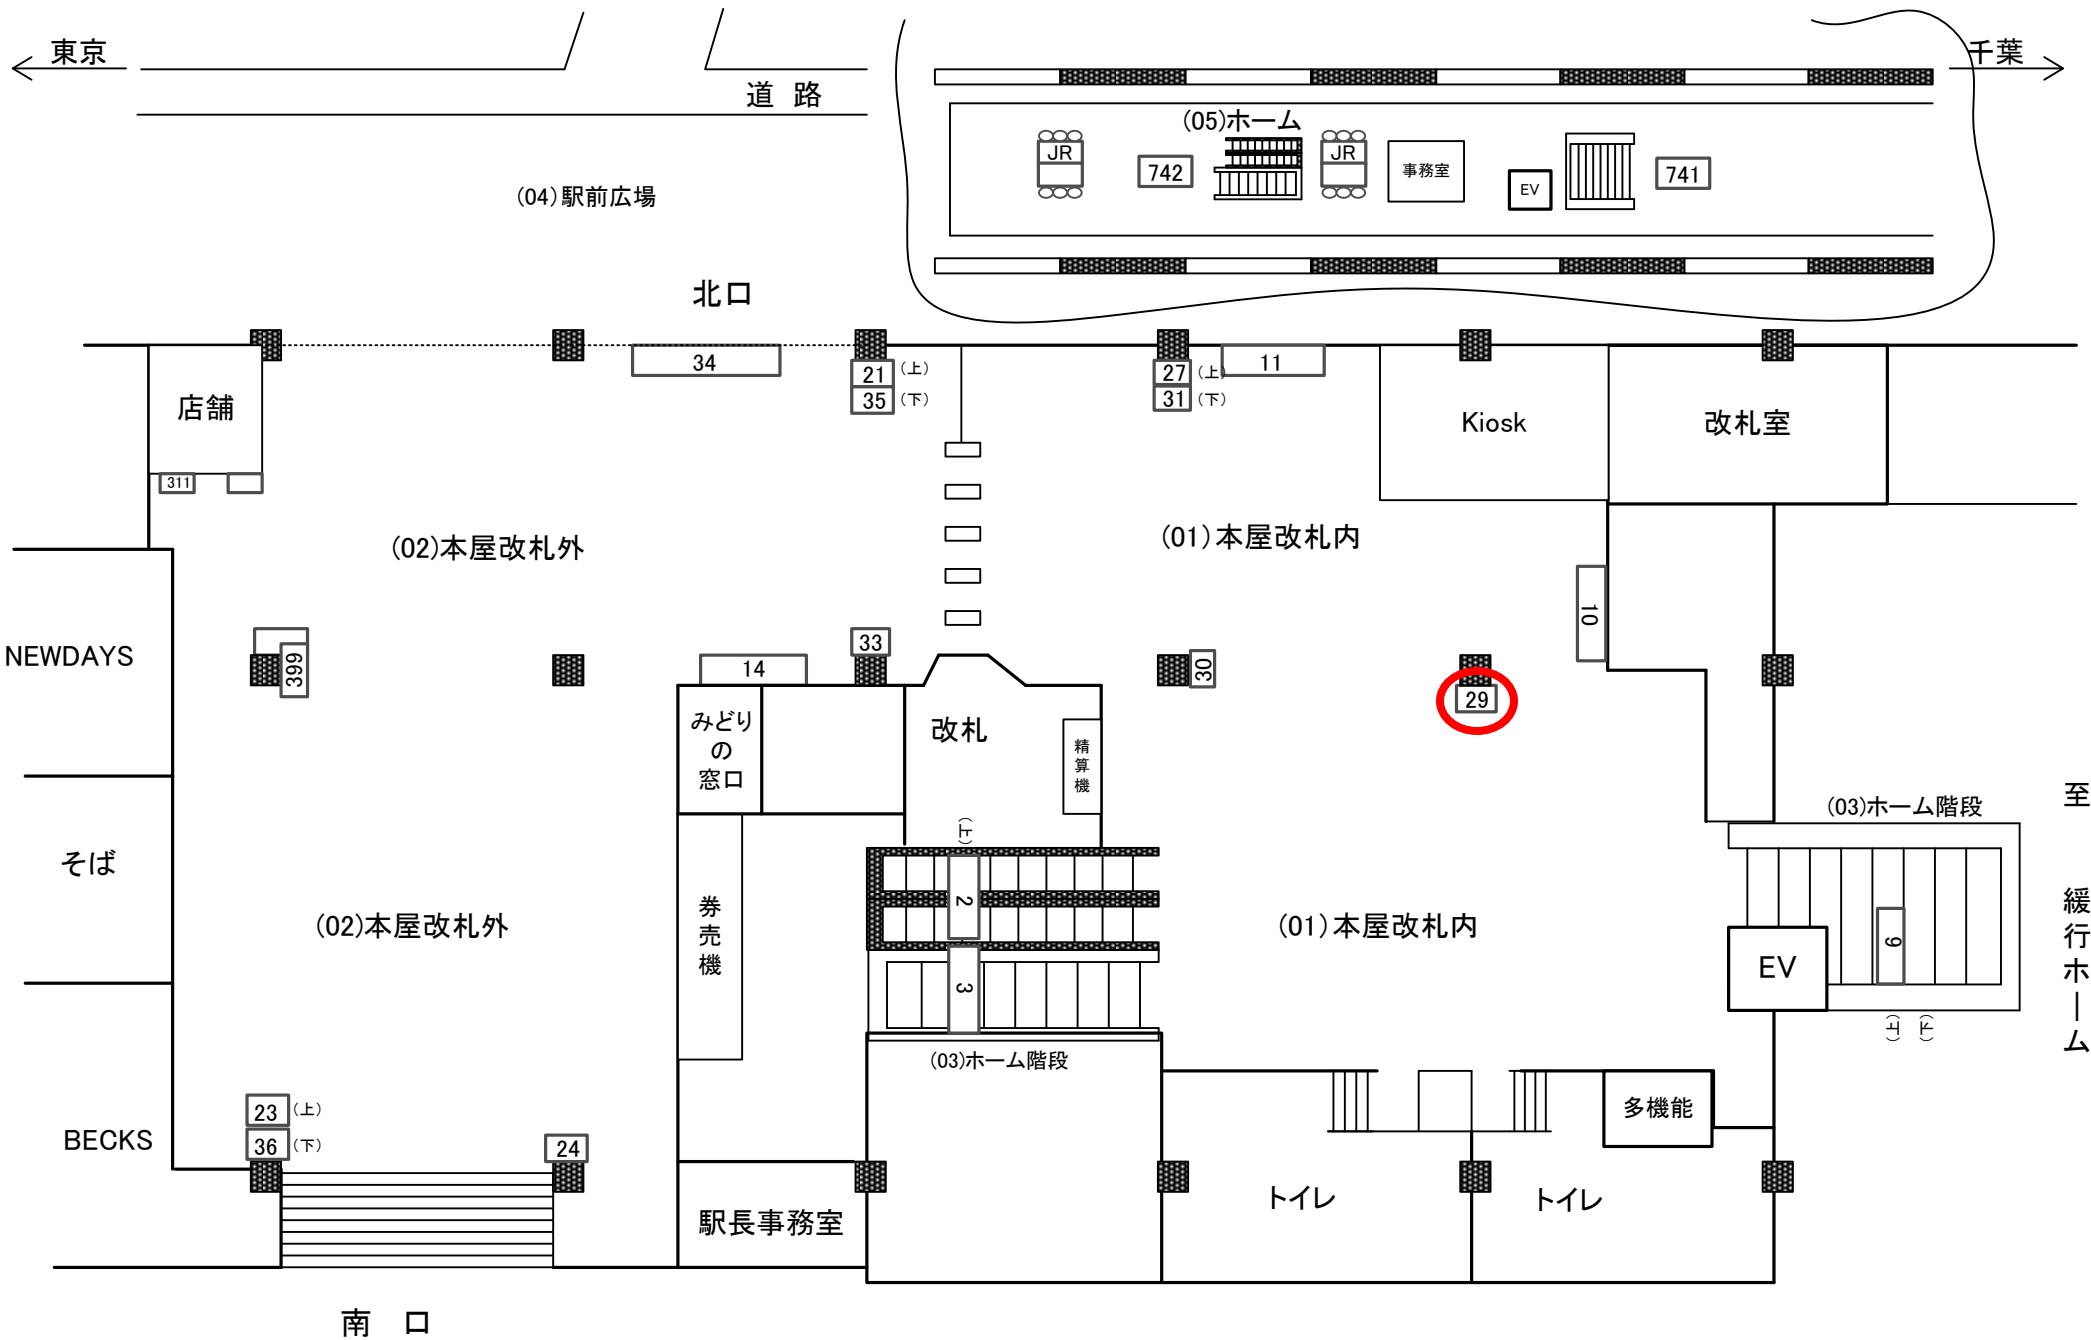 東京
千葉
道 路
(05)ホーム
JR
742
JR
事務室
EV
741
(04)駅前広場
北口
34
21
(上)
35
(下)
27
(上)
31
(下)
11
店舗
Kiosk
改札室
311
(02)本屋改札外
(01)本屋改札内
10
NEWDAYS
399
14
33
30
29
みどり
の
窓口
改札
精算機
至 緩行ホーム
(03)ホーム階段
(上)
2
3
そば
券売機
(02)本屋改札外
(01)本屋改札内
EV
9
(上)
(下)
(03)ホーム階段
23
(上)
36
(下)
24
BECKS
多機能
駅長事務室
トイレ
トイレ
南 口